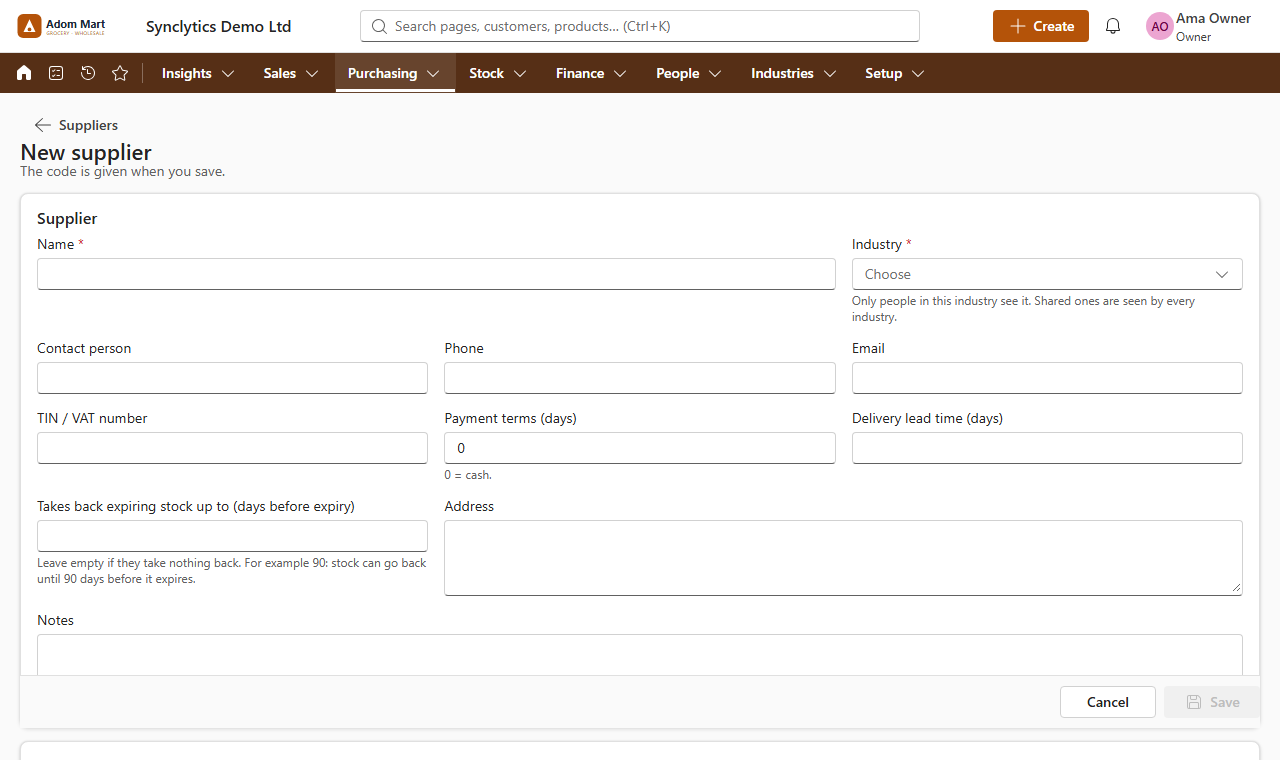 Adom Mart
GROCERY · WHOLESALE
Synclytics Demo Ltd
Search pages, customers, products... (Ctrl+K)
Create
AO
Ama Owner
Owner
Insights
Sales
Purchasing
Stock
Finance
People
Industries
Setup
Suppliers
New supplier
The code is given when you save.
Supplier
Name *
Industry *
Choose
Only people in this industry see it. Shared ones are seen by every
industry.
Contact person
Phone
Email
TIN / VAT number
Payment terms (days)
Delivery lead time (days)
0
0 = cash.
Takes back expiring stock up to (days before expiry)
Address
Leave empty if they take nothing back. For example 90: stock can go back
until 90 days before it expires.
Notes
Cancel
Save